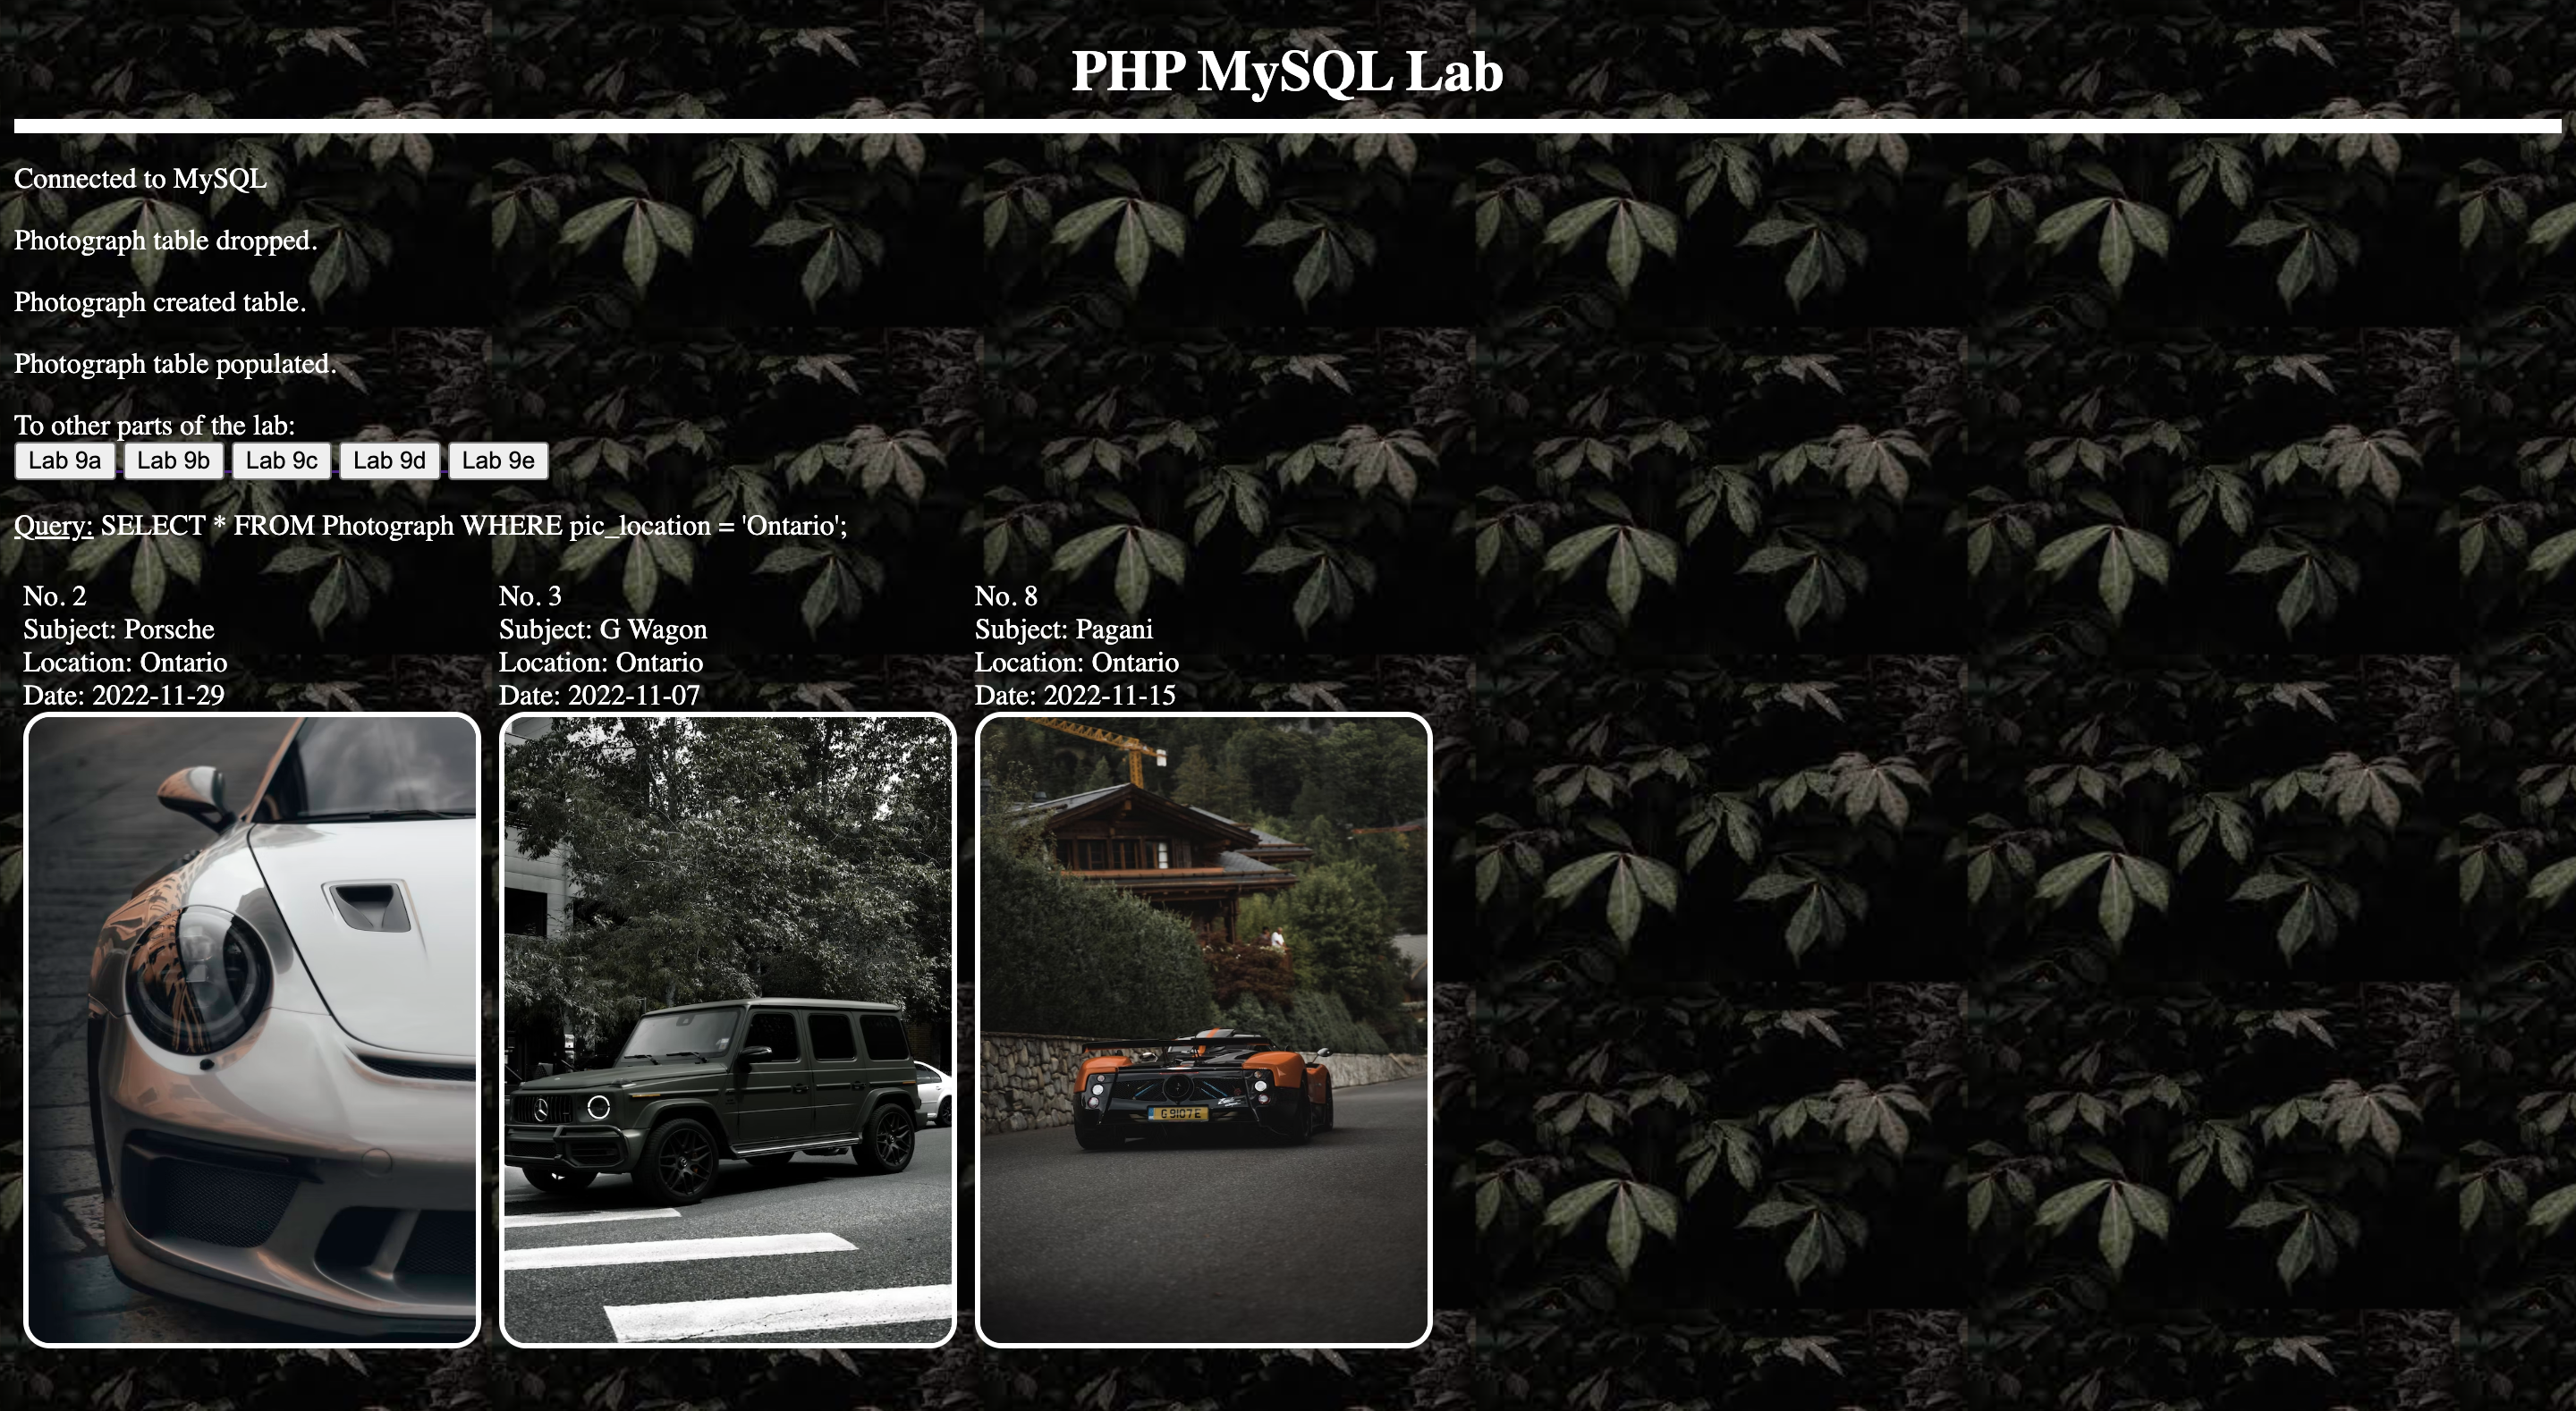 PHP MySQL Lab
Connected to MySQL
Photograph table dropped.
Photograph created table.
Photograph table populated.
To other parts of the lab:
Lab 9a Lab 9b Lab 9c Lab 9d Lab 9e
Query: SELECT * FROM Photograph WHERE pic_location = 'Ontario';
No. 2
Subject: Porsche
Location: Ontario
Date: 2022-11-29
No. 3
Subject: G Wagon
Location: Ontario
Date: 2022-11-07
No. 8
Subject: Pagani
Location: Ontario
Date: 2022-11-15
G 9107 E